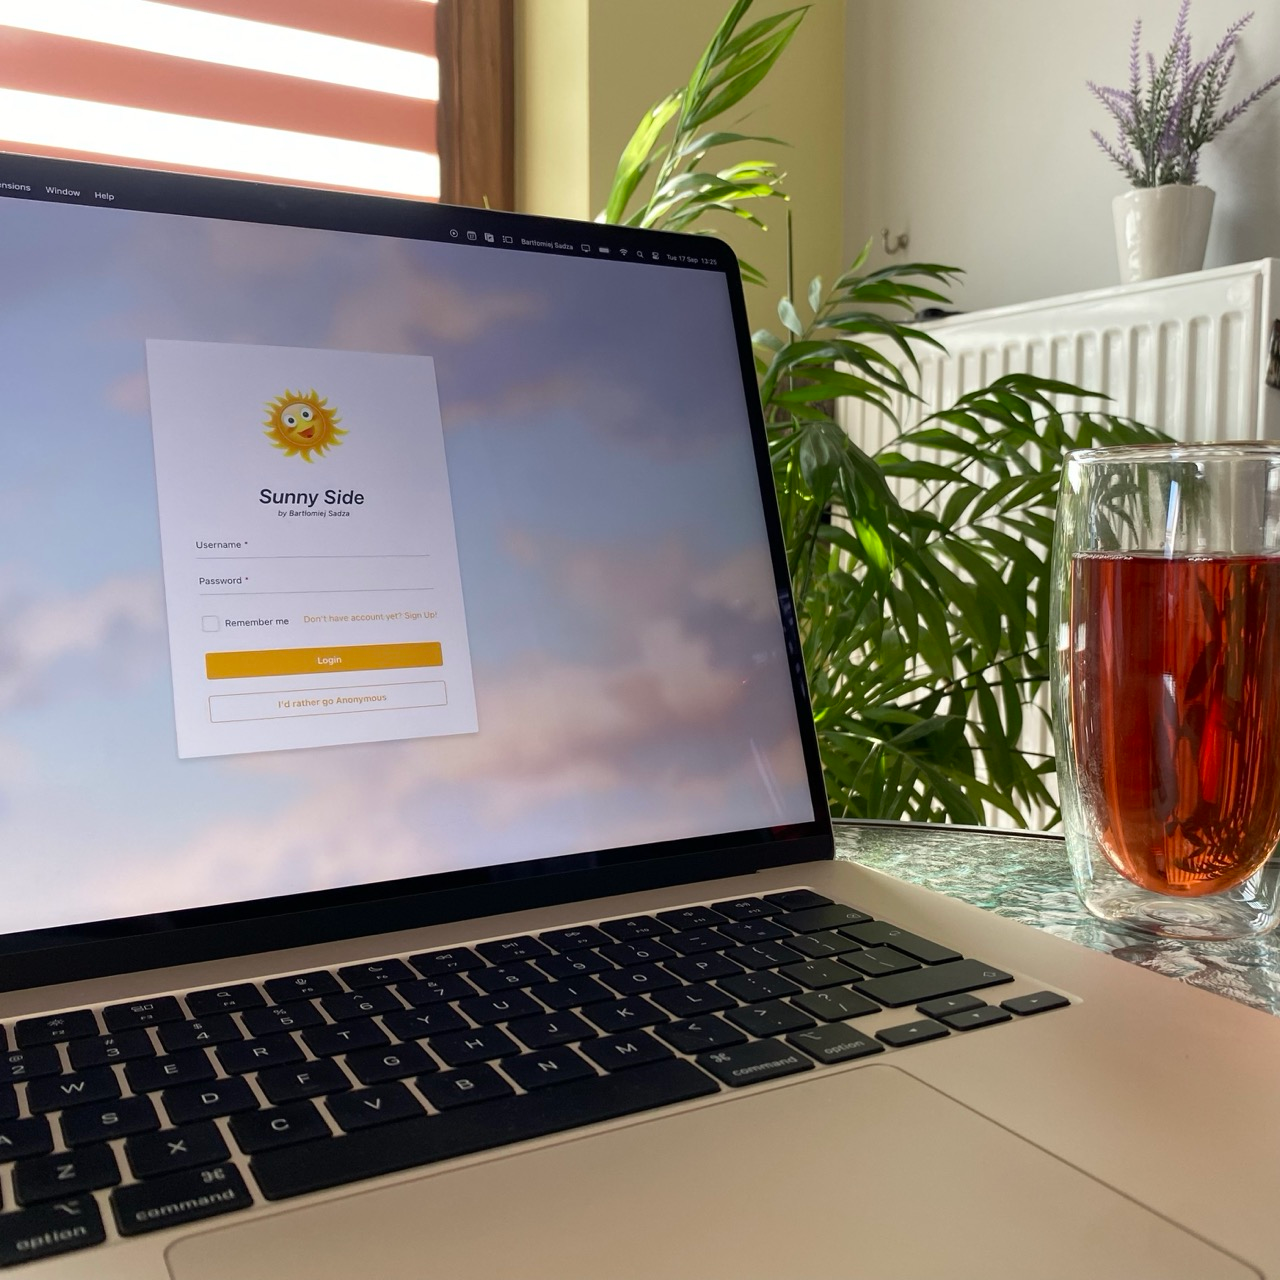 Window Help
Bartłomiej Sadza Tue 17 Sep 13:25
Sunny Side
by Bartłomiej Sadza
Username *
Password *
Remember me Don't have account yet? Sign Up!
Login
I'd rather go Anonymous
F3 F4 F5 F6 F7 F8 F9 F10 F11 F12
@ # $ % ^ & * ( ) _ +
2 3 4 5 6 7 8 9 0 - =
W E R T Y U I O P { [ } ]
A S D F G H J K L : ;
Z X C V B N M < , > . ? /
option ⌘ command ⌘ command option